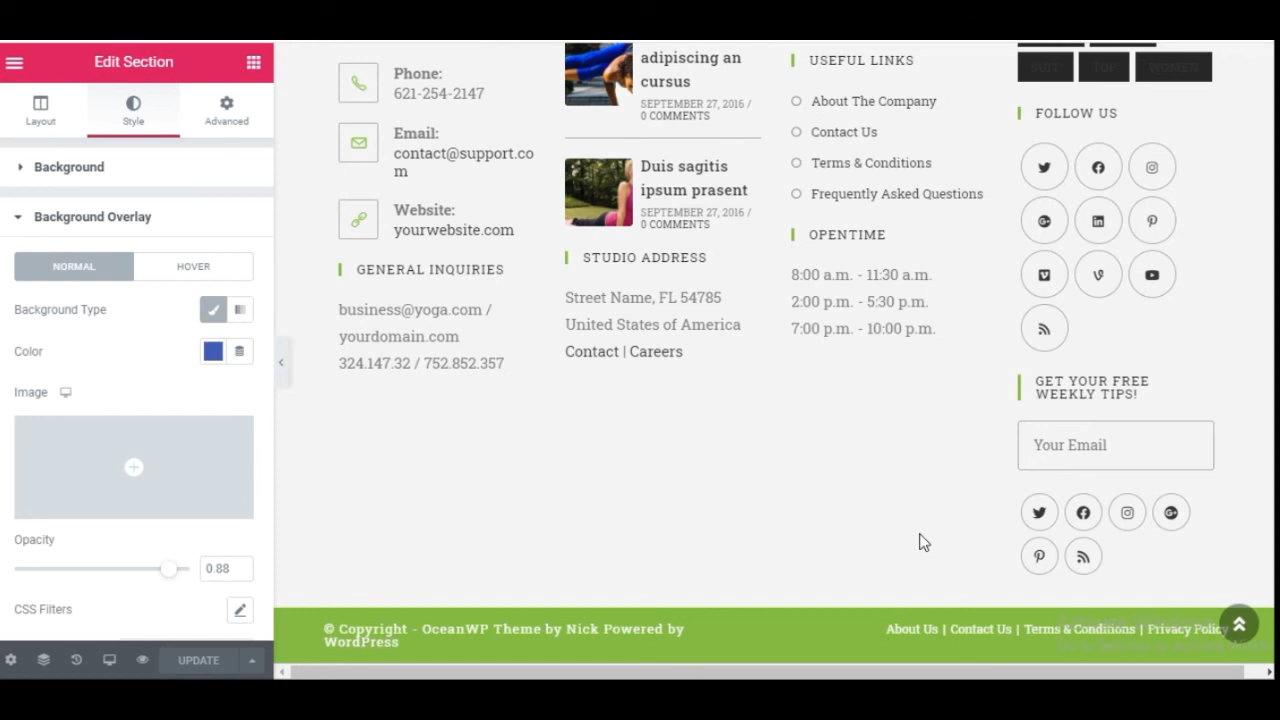 Edit Section
Layout
Style
Advanced
Background
Background Overlay
NORMAL
HOVER
Background Type
Color
Image
Opacity
0.88
CSS Filters
UPDATE
Phone:
621-254-2147
Email:
contact@support.co
m
Website:
yourwebsite.com
GENERAL INQUIRIES
business@yoga.com /
yourdomain.com
324.147.32 / 752.852.357
adipiscing an
cursus
SEPTEMBER 27, 2016 /
0 COMMENTS
Duis sagitis
ipsum prasent
SEPTEMBER 27, 2016 /
0 COMMENTS
STUDIO ADDRESS
Street Name, FL 54785
United States of America
Contact | Careers
USEFUL LINKS
About The Company
Contact Us
Terms & Conditions
Frequently Asked Questions
OPENTIME
8:00 a.m. - 11:30 a.m.
2:00 p.m. - 5:30 p.m.
7:00 p.m. - 10:00 p.m.
SUIT TOP WOMEN
FOLLOW US
GET YOUR FREE
WEEKLY TIPS!
Your Email
© Copyright - OceanWP Theme by Nick Powered by
WordPress
About Us | Contact Us | Terms & Conditions | Privacy Policy